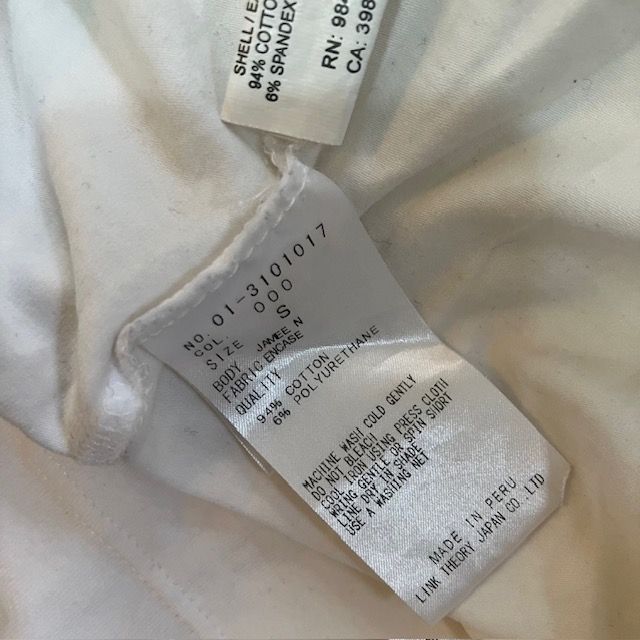 SHELL/E
94% COTTO
6% SPANDEX
RN: 984
CA: 398
NO. 01-3101017
COL. 000
SIZE S
BODY JAMEE N
FABRIC ENCASE
QUALITY
94% COTTON
6% POLYURETHANE
MACHINE WASH COLD GENTLY
DO NOT BLEACH
COOL IRON USING PRESS CLOTH
WRING GENTLE OR SPIN SHORT
LINE DRY IN SHADE
USE A WASHING NET
MADE IN PERU
LINK THEORY JAPAN CO. LTD